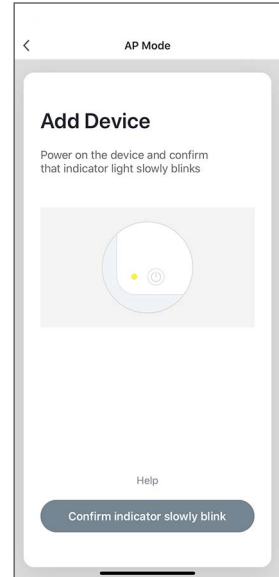 AP Mode
Add Device
Power on the device and confirm
that indicator light slowly blinks
Help
Confirm indicator slowly blink